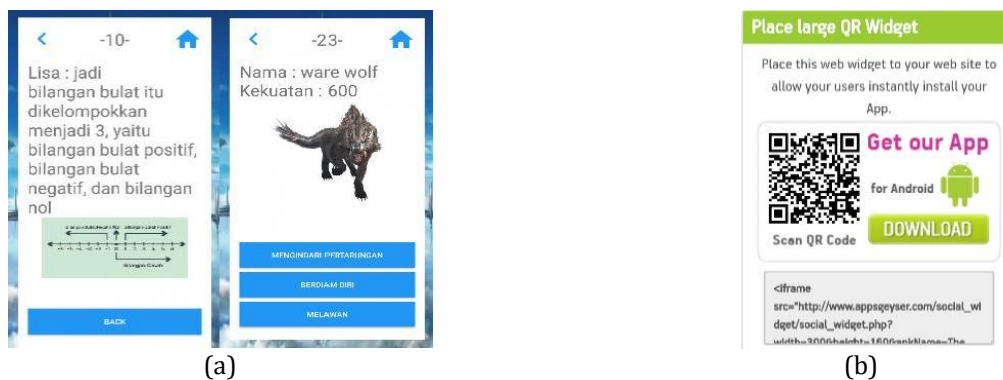 -10-
Lisa : jadi
bilangan bulat itu
dikelompokkan
menjadi 3, yaitu
bilangan bulat positif,
bilangan bulat
negatif, dan bilangan
nol
BACK
-23-
Nama : ware wolf
Kekuatan : 600
MENGINDARI PERTARUNGAN
BERDIAM DIRI
MELAWAN
(a)
Place large QR Widget
Place this web widget to your web site to
allow your users instantly install your
App.
Get our App
for Android
DOWNLOAD
Scan QR Code
<iframe
src="http://www.appsgeyser.com/social_wi
dget/social_widget.php?
(b)